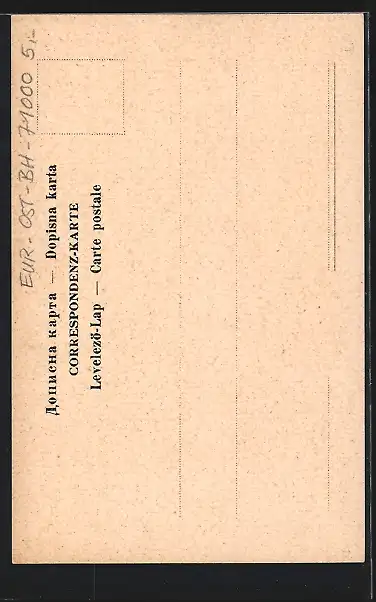 EUR-OST-BH-71000 5,-
Дописна карта — Dopisna karta
CORRESPONDENZ-KARTE
Levelező-Lap — Carte postale